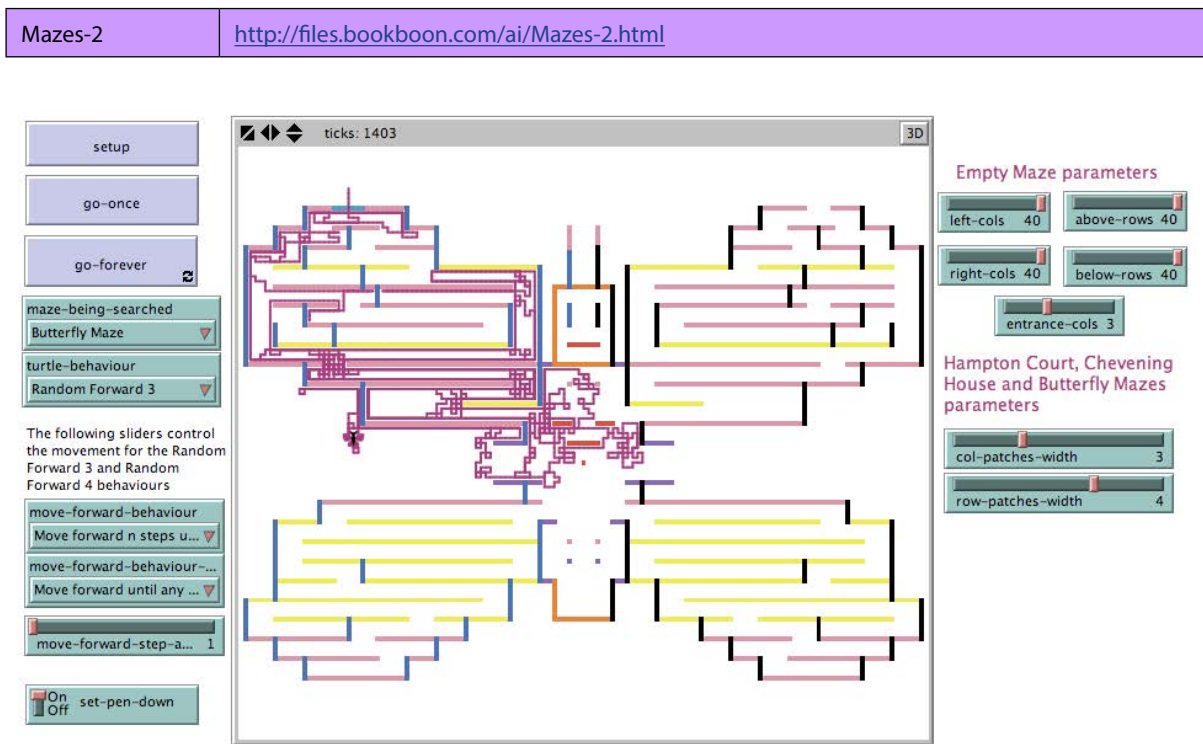 Mazes-2
http://files.bookboon.com/ai/Mazes-2.html
ticks: 1403
3D
setup
go-once
go-forever
maze-being-searched
Butterfly Maze
turtle-behaviour
Random Forward 3
The following sliders control
the movement for the Random
Forward 3 and Random
Forward 4 behaviours
move-forward-behaviour
Move forward n steps u...
move-forward-behaviour-...
Move forward until any ...
move-forward-step-a... 1
On
Off
set-pen-down
Empty Maze parameters
left-cols 40
above-rows 40
right-cols 40
below-rows 40
entrance-cols 3
Hampton Court, Chevening
House and Butterfly Mazes
parameters
col-patches-width 3
row-patches-width 4